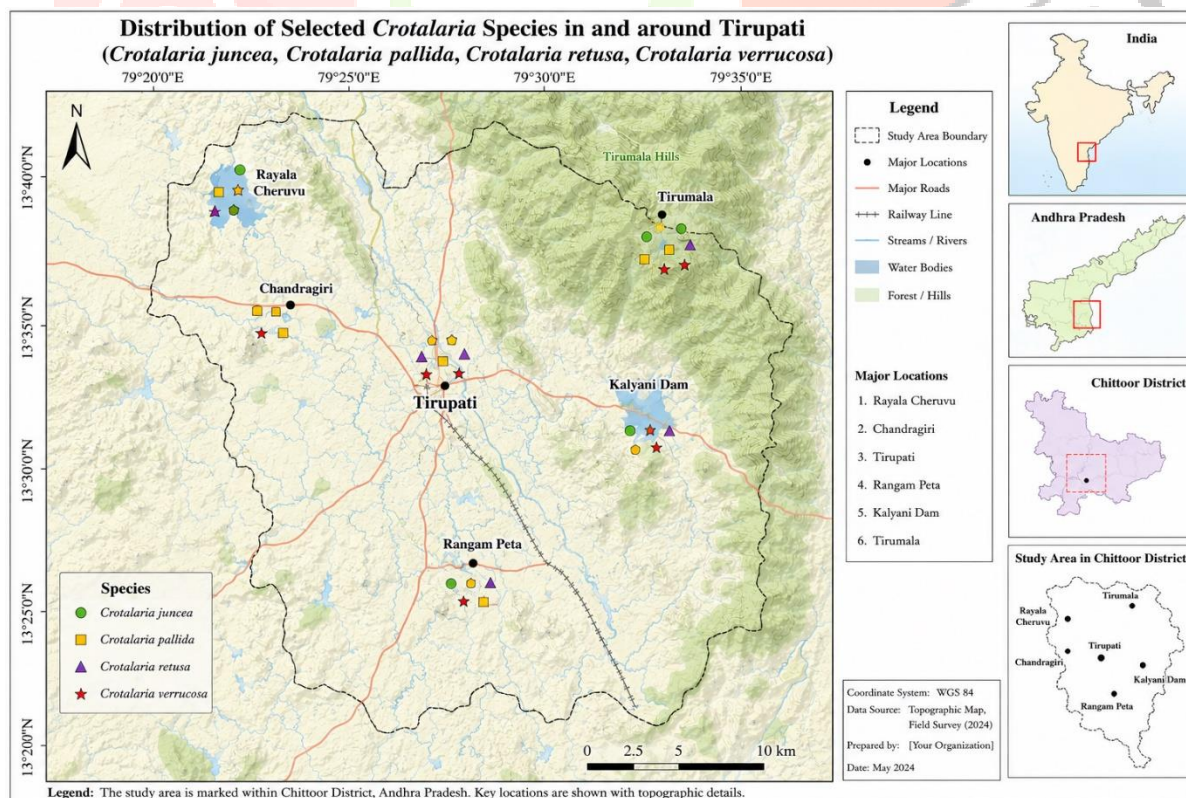 Distribution of Selected Crotalaria Species in and around Tirupati
(Crotalaria juncea, Crotalaria pallida, Crotalaria retusa, Crotalaria verrucosa)
79°20'0"E
79°25'0"E
79°30'0"E
79°35'0"E
N
13°40'0"N
13°35'0"N
13°30'0"N
13°25'0"N
13°20'0"N
Rayala
Cheruvu
Tirumala Hills
Tirumala
Chandragiri
Tirupati
Kalyani Dam
Rangam Peta
Species
Crotalaria juncea
Crotalaria pallida
Crotalaria retusa
Crotalaria verrucosa
0 2.5 5 10 km
Legend
Study Area Boundary
Major Locations
Major Roads
Railway Line
Streams / Rivers
Water Bodies
Forest / Hills
Major Locations
1. Rayala Cheruvu
2. Chandragiri
3. Tirupati
4. Rangam Peta
5. Kalyani Dam
6. Tirumala
Coordinate System: WGS 84
Data Source: Topographic Map,
Field Survey (2024)
Prepared by: [Your Organization]
Date: May 2024
India
Andhra Pradesh
Chittoor District
Study Area in Chittoor District
Tirumala
Rayala
Cheruvu
Tirupati
Chandragiri
Kalyani Dam
Rangam Peta
Legend: The study area is marked within Chittoor District, Andhra Pradesh. Key locations are shown with topographic details.